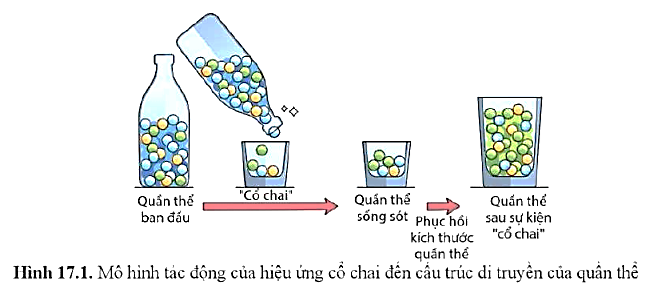 Quần thể
ban đầu
"Cổ chai"
Quần thể
sống sót
Phục hồi
kích thước
quần thể
Quần thể
sau sự kiện
"cổ chai"
Hình 17.1. Mô hình tác động của hiệu ứng cổ chai đến cấu trúc di truyền của quần thể